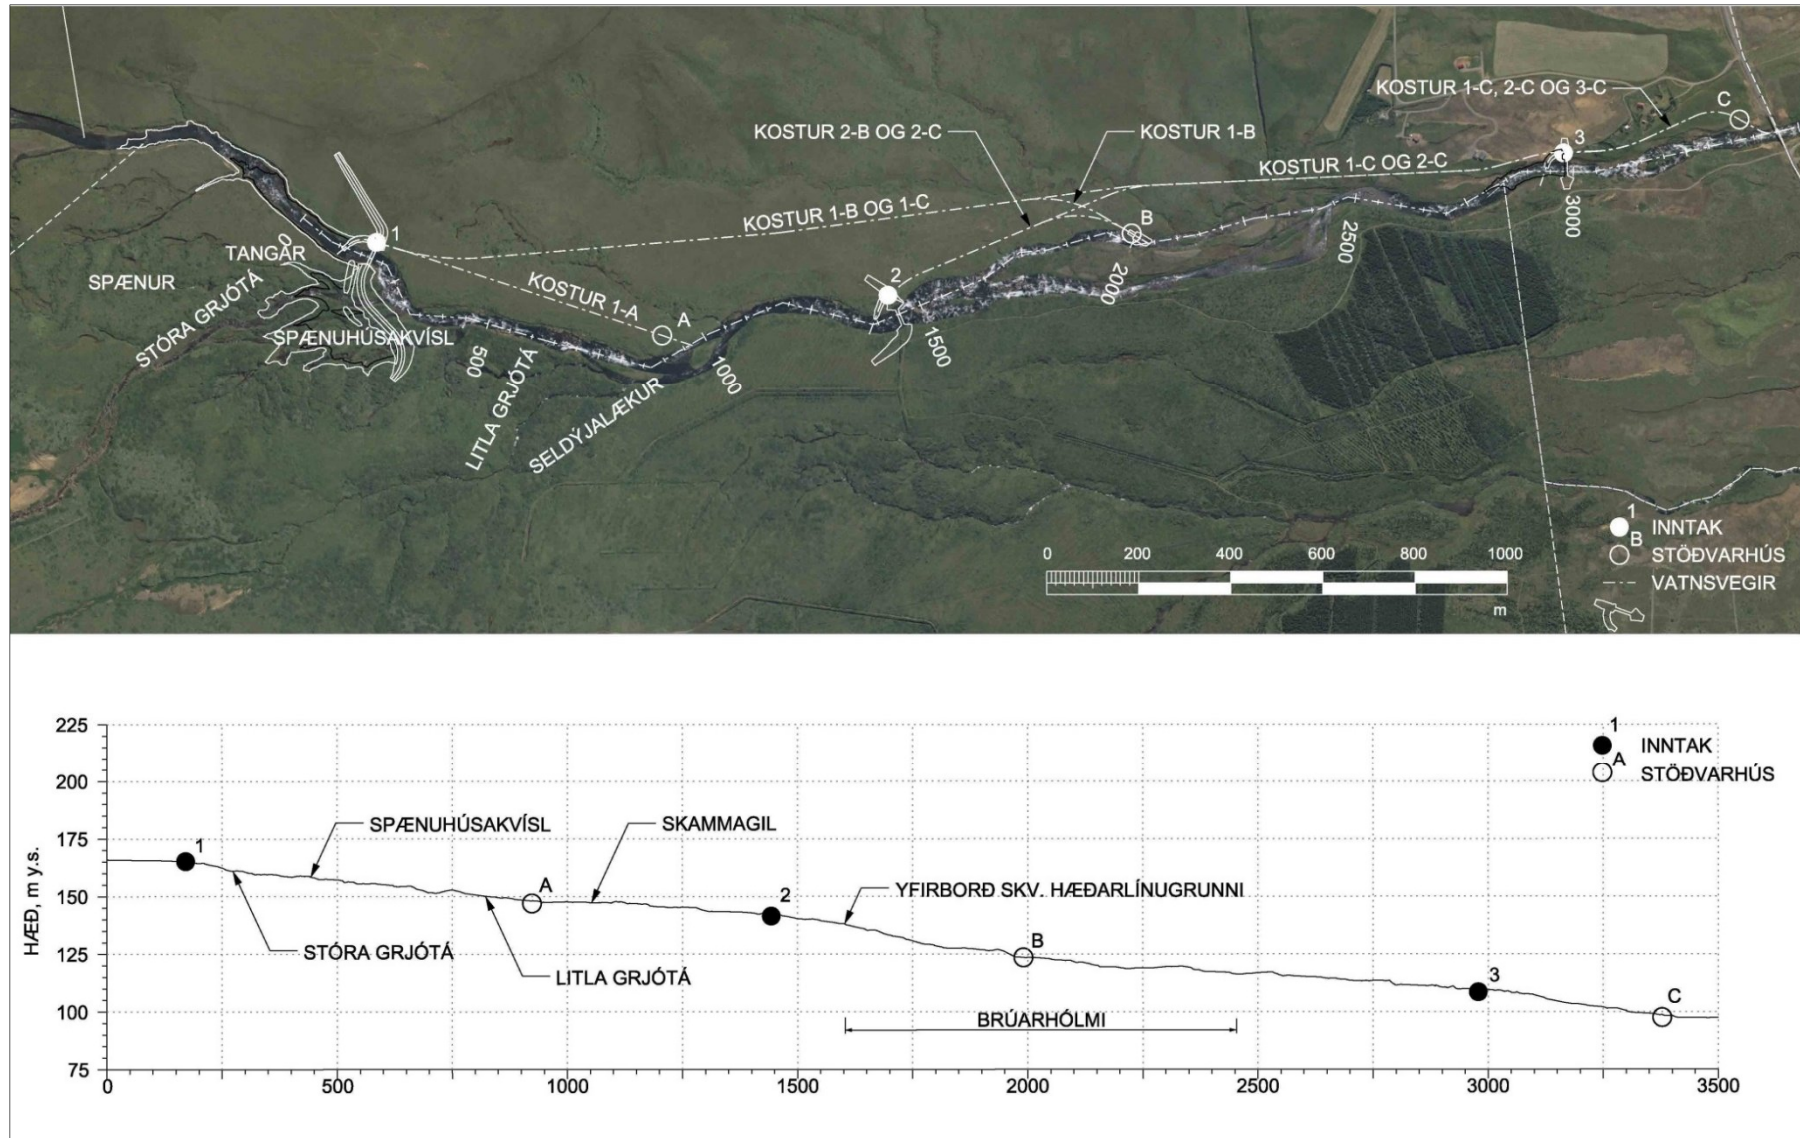 KOSTUR 1-C, 2-C OG 3-C
C
KOSTUR 2-B OG 2-C
KOSTUR 1-B
3
KOSTUR 1-C OG 2-C
KOSTUR 1-B OG 1-C
B
1
0
TANGAR
SPÆNUR
STÓRA GRJÓTÁ
SPÆNUHÚSAKVÍSL
KOSTUR 1-A
A
2
500
LITLA GRJÓTÁ
SELDÝJALÆKUR
1000
1500
2000
2500
3000
1
INNTAK
B
STÖÐVARHÚS
VATNSVEGIR
0 200 400 600 800 1000
m
HÆÐ, m y.s.
225
200
175
150
125
100
75
1
INNTAK
A
STÖÐVARHÚS
1
SPÆNUHÚSAKVÍSL
SKAMMAGIL
A
2
YFIRBORÐ SKV. HÆÐARLÍNUGRUNNI
STÓRA GRJÓTÁ
LITLA GRJÓTÁ
B
3
C
BRÚARHÓLMI
0 500 1000 1500 2000 2500 3000 3500